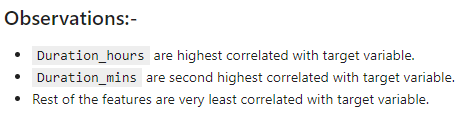 Observations:-
Duration_hours are highest correlated with target variable.
Duration_mins are second highest correlated with target variable.
Rest of the features are very least correlated with target variable.